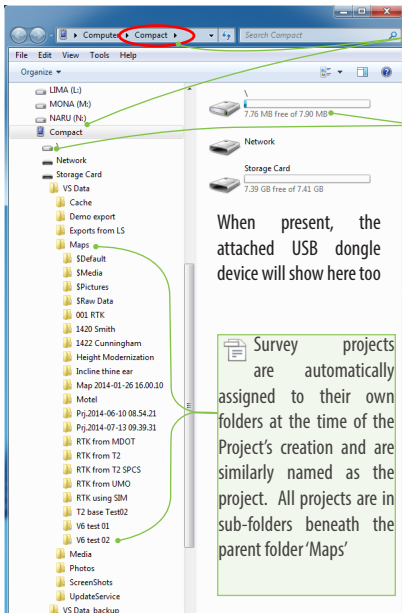 Computer ▸ Compact ▸
Search Compact
File Edit View Tools Help
Organize
LIMA (L:)
MONA (M:)
NARU (N:)
Compact
\
Network
Storage Card
VS Data
Cache
Demo export
Exports from LS
Maps
$Default
$Media
$Pictures
$Raw Data
001 RTK
1420 Smith
1422 Cunningham
Height Modernization
Incline thine ear
Map 2014-01-26 16.00.10
Motel
Prj.2014-06-10 08.54.21
Prj.2014-07-13 09.39.31
RTK from MDOT
RTK from T2
RTK from T2 SPCS
RTK from UMO
RTK using SIM
T2 base Test02
V6 test 01
V6 test 02
Media
Photos
ScreenShots
UpdateService
VS Data_backup
\
7.76 MB free of 7.90 MB
Network
Storage Card
7.39 GB free of 7.41 GB
When present, the
attached USB dongle
device will show here too
Survey projects
are automatically
assigned to their own
folders at the time of the
Project's creation and are
similarly named as the
project. All projects are in
sub-folders beneath the
parent folder 'Maps'